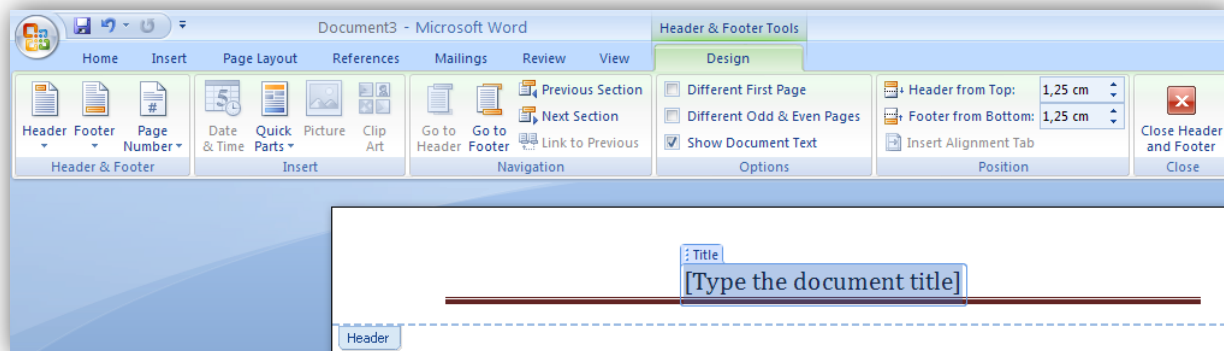 Document3 - Microsoft Word
Header & Footer Tools
Home Insert Page Layout References Mailings Review View Design
Header
Footer
Page
Number
Header & Footer
Date
& Time
Quick
Parts
Picture
Clip
Art
Insert
Go to
Header
Go to
Footer
Previous Section
Next Section
Link to Previous
Navigation
Different First Page
Different Odd & Even Pages
Show Document Text
Options
Header from Top: 1,25 cm
Footer from Bottom: 1,25 cm
Insert Alignment Tab
Position
Close Header
and Footer
Close
Title
[Type the document title]
Header